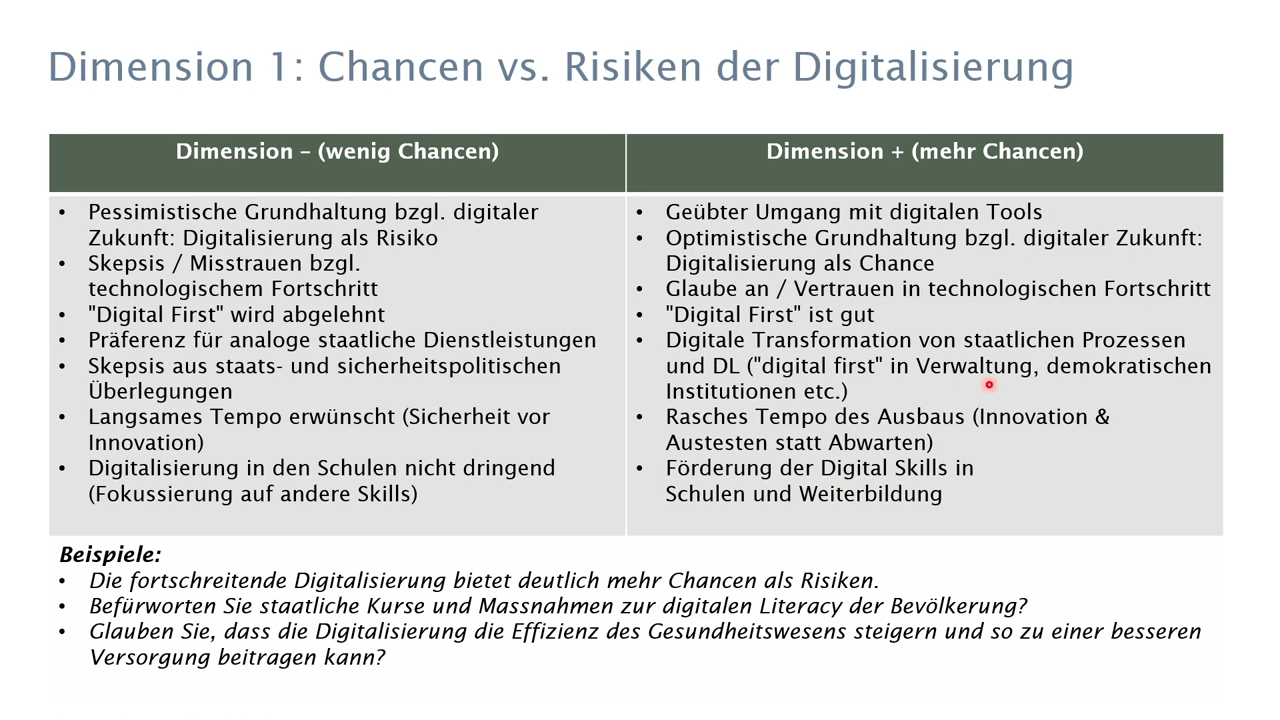 Dimension 1: Chancen vs. Risiken der Digitalisierung
Dimension – (wenig Chancen)
• Pessimistische Grundhaltung bzgl. digitaler
Zukunft: Digitalisierung als Risiko
• Skepsis / Misstrauen bzgl.
technologischem Fortschritt
• "Digital First" wird abgelehnt
• Präferenz für analoge staatliche Dienstleistungen
• Skepsis aus staats- und sicherheitspolitischen
Überlegungen
• Langsames Tempo erwünscht (Sicherheit vor
Innovation)
• Digitalisierung in den Schulen nicht dringend
(Fokussierung auf andere Skills)
Dimension + (mehr Chancen)
• Geübter Umgang mit digitalen Tools
• Optimistische Grundhaltung bzgl. digitaler Zukunft:
Digitalisierung als Chance
• Glaube an / Vertrauen in technologischen Fortschritt
• "Digital First" ist gut
• Digitale Transformation von staatlichen Prozessen
und DL ("digital first" in Verwaltung, demokratischen
Institutionen etc.)
• Rasches Tempo des Ausbaus (Innovation &
Austesten statt Abwarten)
• Förderung der Digital Skills in
Schulen und Weiterbildung
Beispiele:
• Die fortschreitende Digitalisierung bietet deutlich mehr Chancen als Risiken.
• Befürworten Sie staatliche Kurse und Massnahmen zur digitalen Literacy der Bevölkerung?
• Glauben Sie, dass die Digitalisierung die Effizienz des Gesundheitswesens steigern und so zu einer besseren
Versorgung beitragen kann?